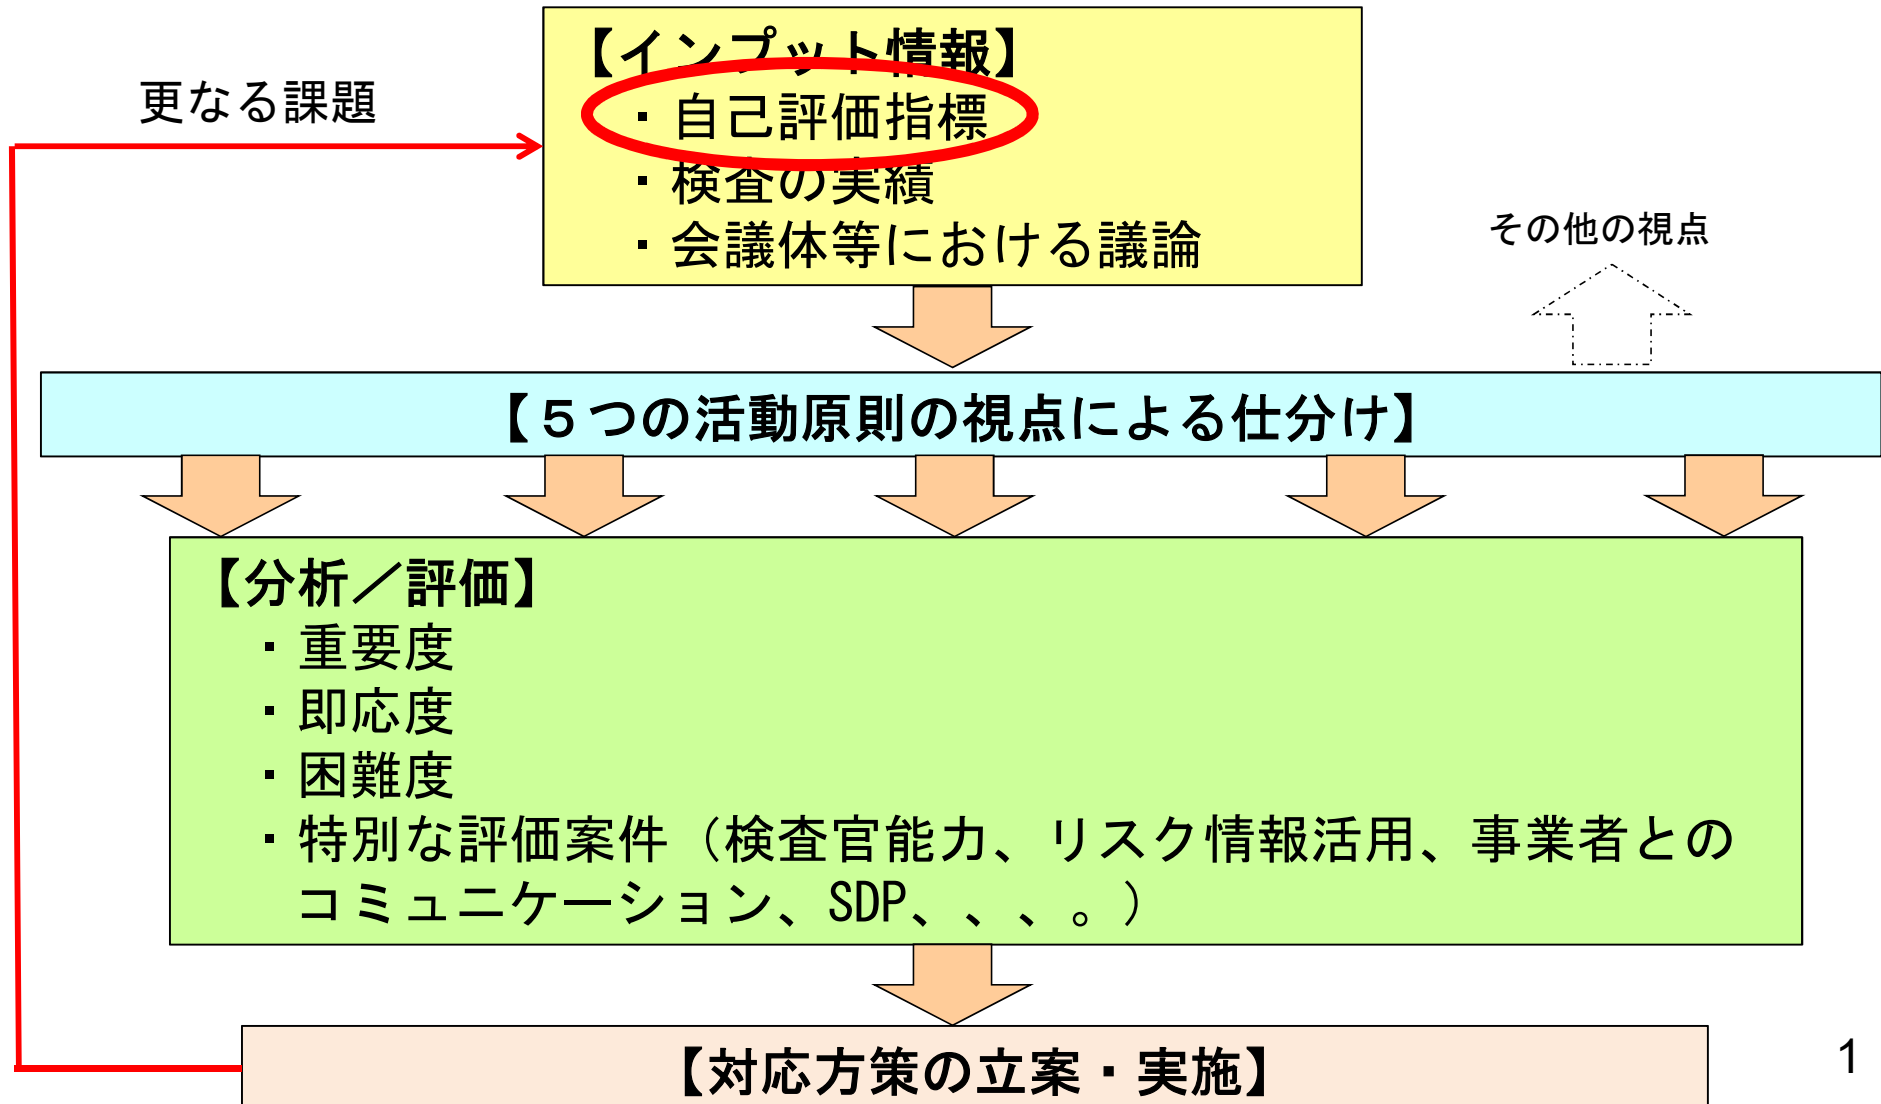 【インプット情報】
・自己評価指標
・検査の実績
・会議体等における議論
更なる課題
その他の視点
【５つの活動原則の視点による仕分け】
【分析／評価】
・重要度
・即応度
・困難度
・特別な評価案件（検査官能力、リスク情報活用、事業者との
コミュニケーション、SDP、、、。）
【対応方策の立案・実施】
1